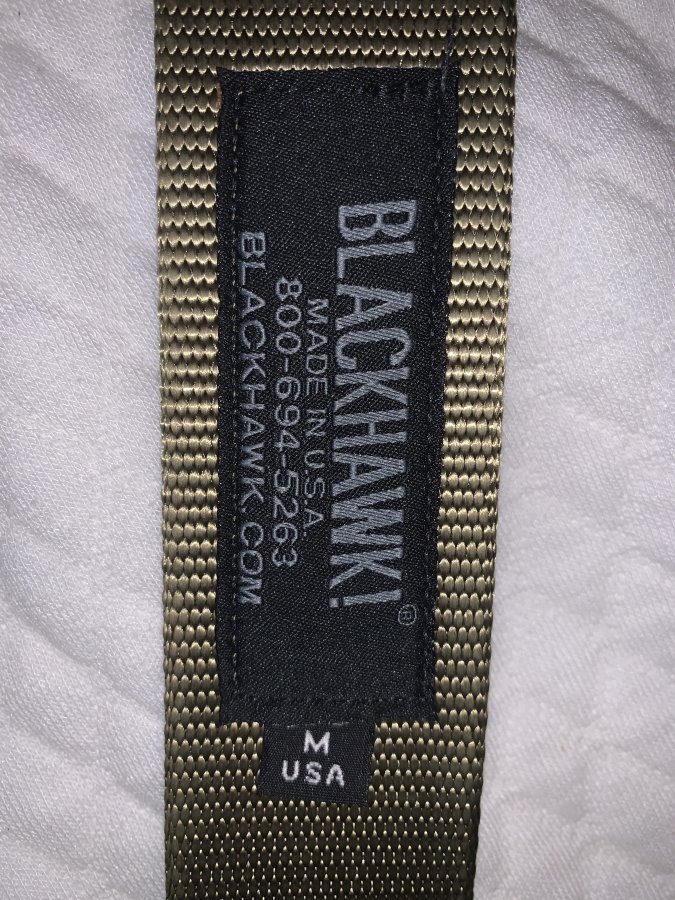 BLACKHAWK!®
MADE IN U.S.A.
800-694-5263
BLACKHAWK.COM
M
USA